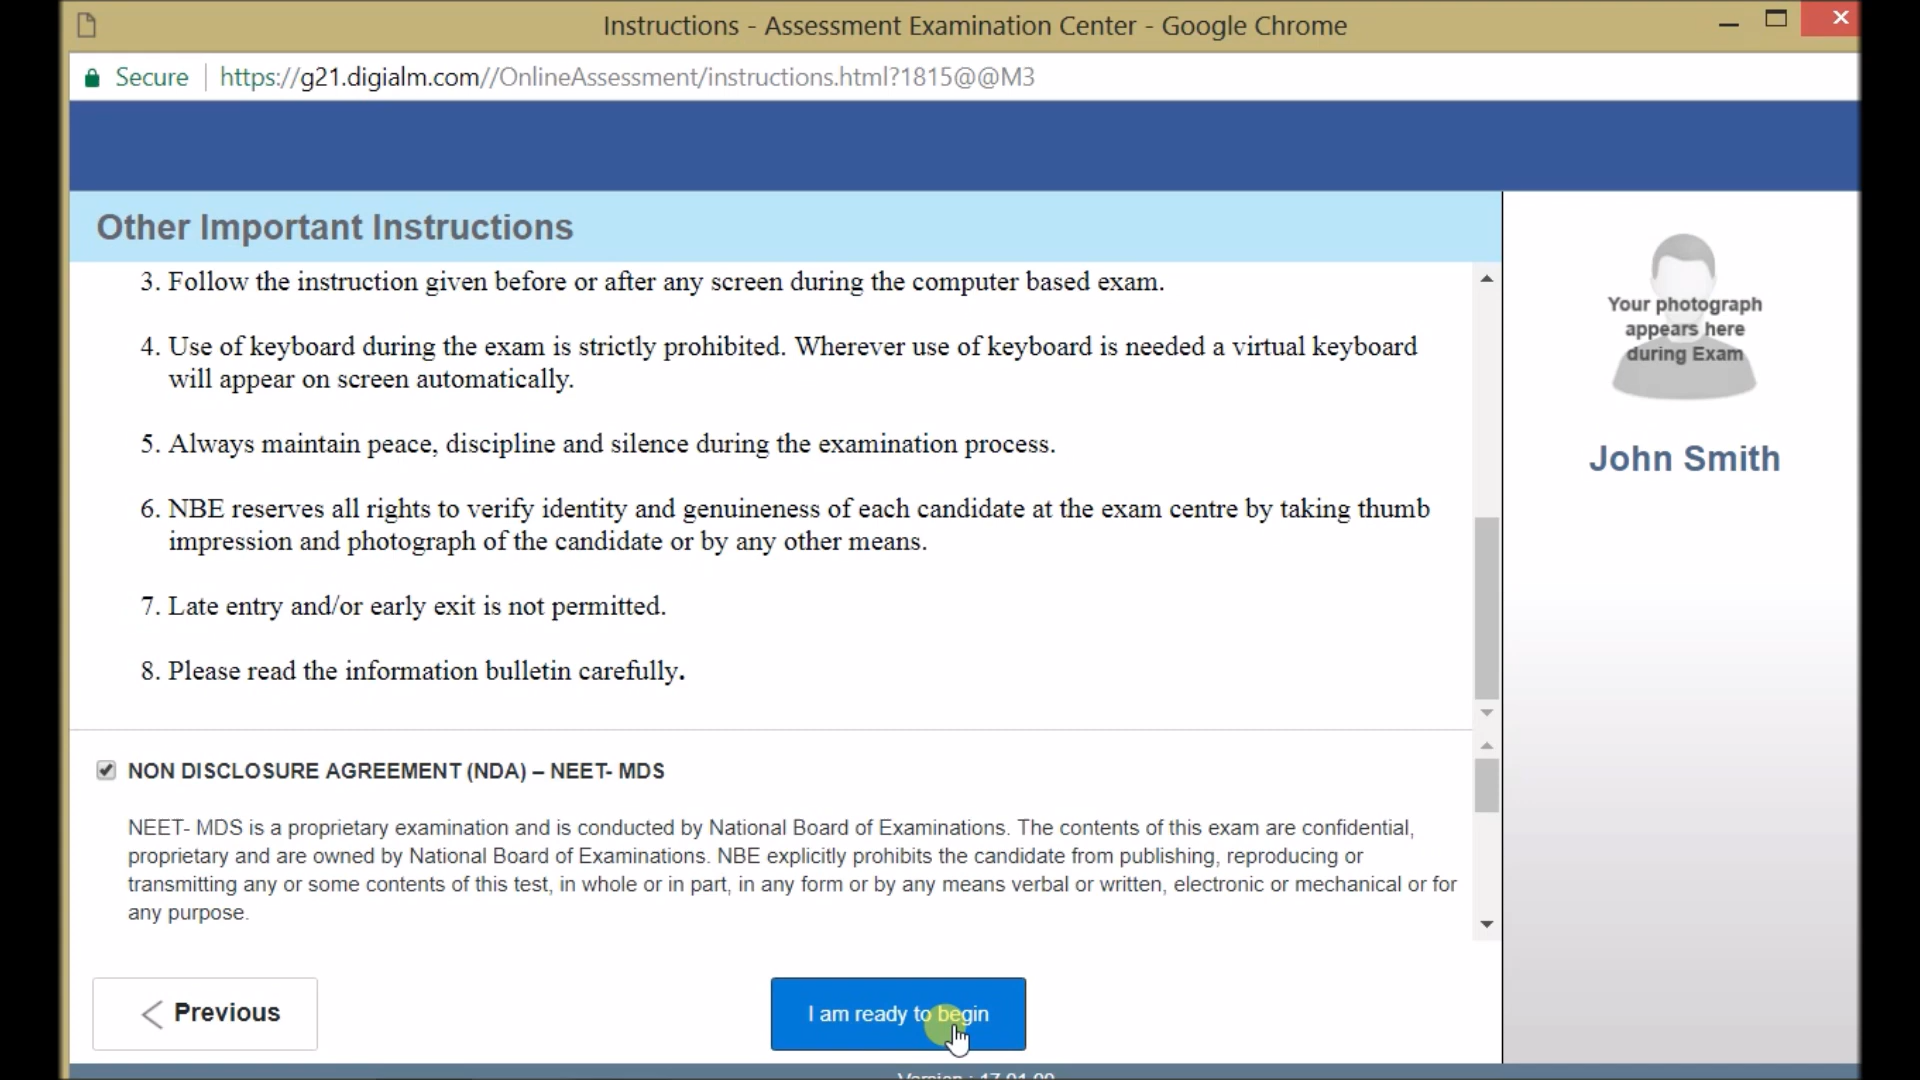 Instructions - Assessment Examination Center - Google Chrome
Secure https://g21.digialm.com//OnlineAssessment/instructions.html?1815@@M3
Other Important Instructions
3. Follow the instruction given before or after any screen during the computer based exam.
4. Use of keyboard during the exam is strictly prohibited. Wherever use of keyboard is needed a virtual keyboard
will appear on screen automatically.
5. Always maintain peace, discipline and silence during the examination process.
6. NBE reserves all rights to verify identity and genuineness of each candidate at the exam centre by taking thumb
impression and photograph of the candidate or by any other means.
7. Late entry and/or early exit is not permitted.
8. Please read the information bulletin carefully.
NON DISCLOSURE AGREEMENT (NDA) – NEET- MDS
NEET- MDS is a proprietary examination and is conducted by National Board of Examinations. The contents of this exam are confidential,
proprietary and are owned by National Board of Examinations. NBE explicitly prohibits the candidate from publishing, reproducing or
transmitting any or some contents of this test, in whole or in part, in any form or by any means verbal or written, electronic or mechanical or for
any purpose.
Previous
I am ready to begin
Your photograph
appears here
during Exam
John Smith